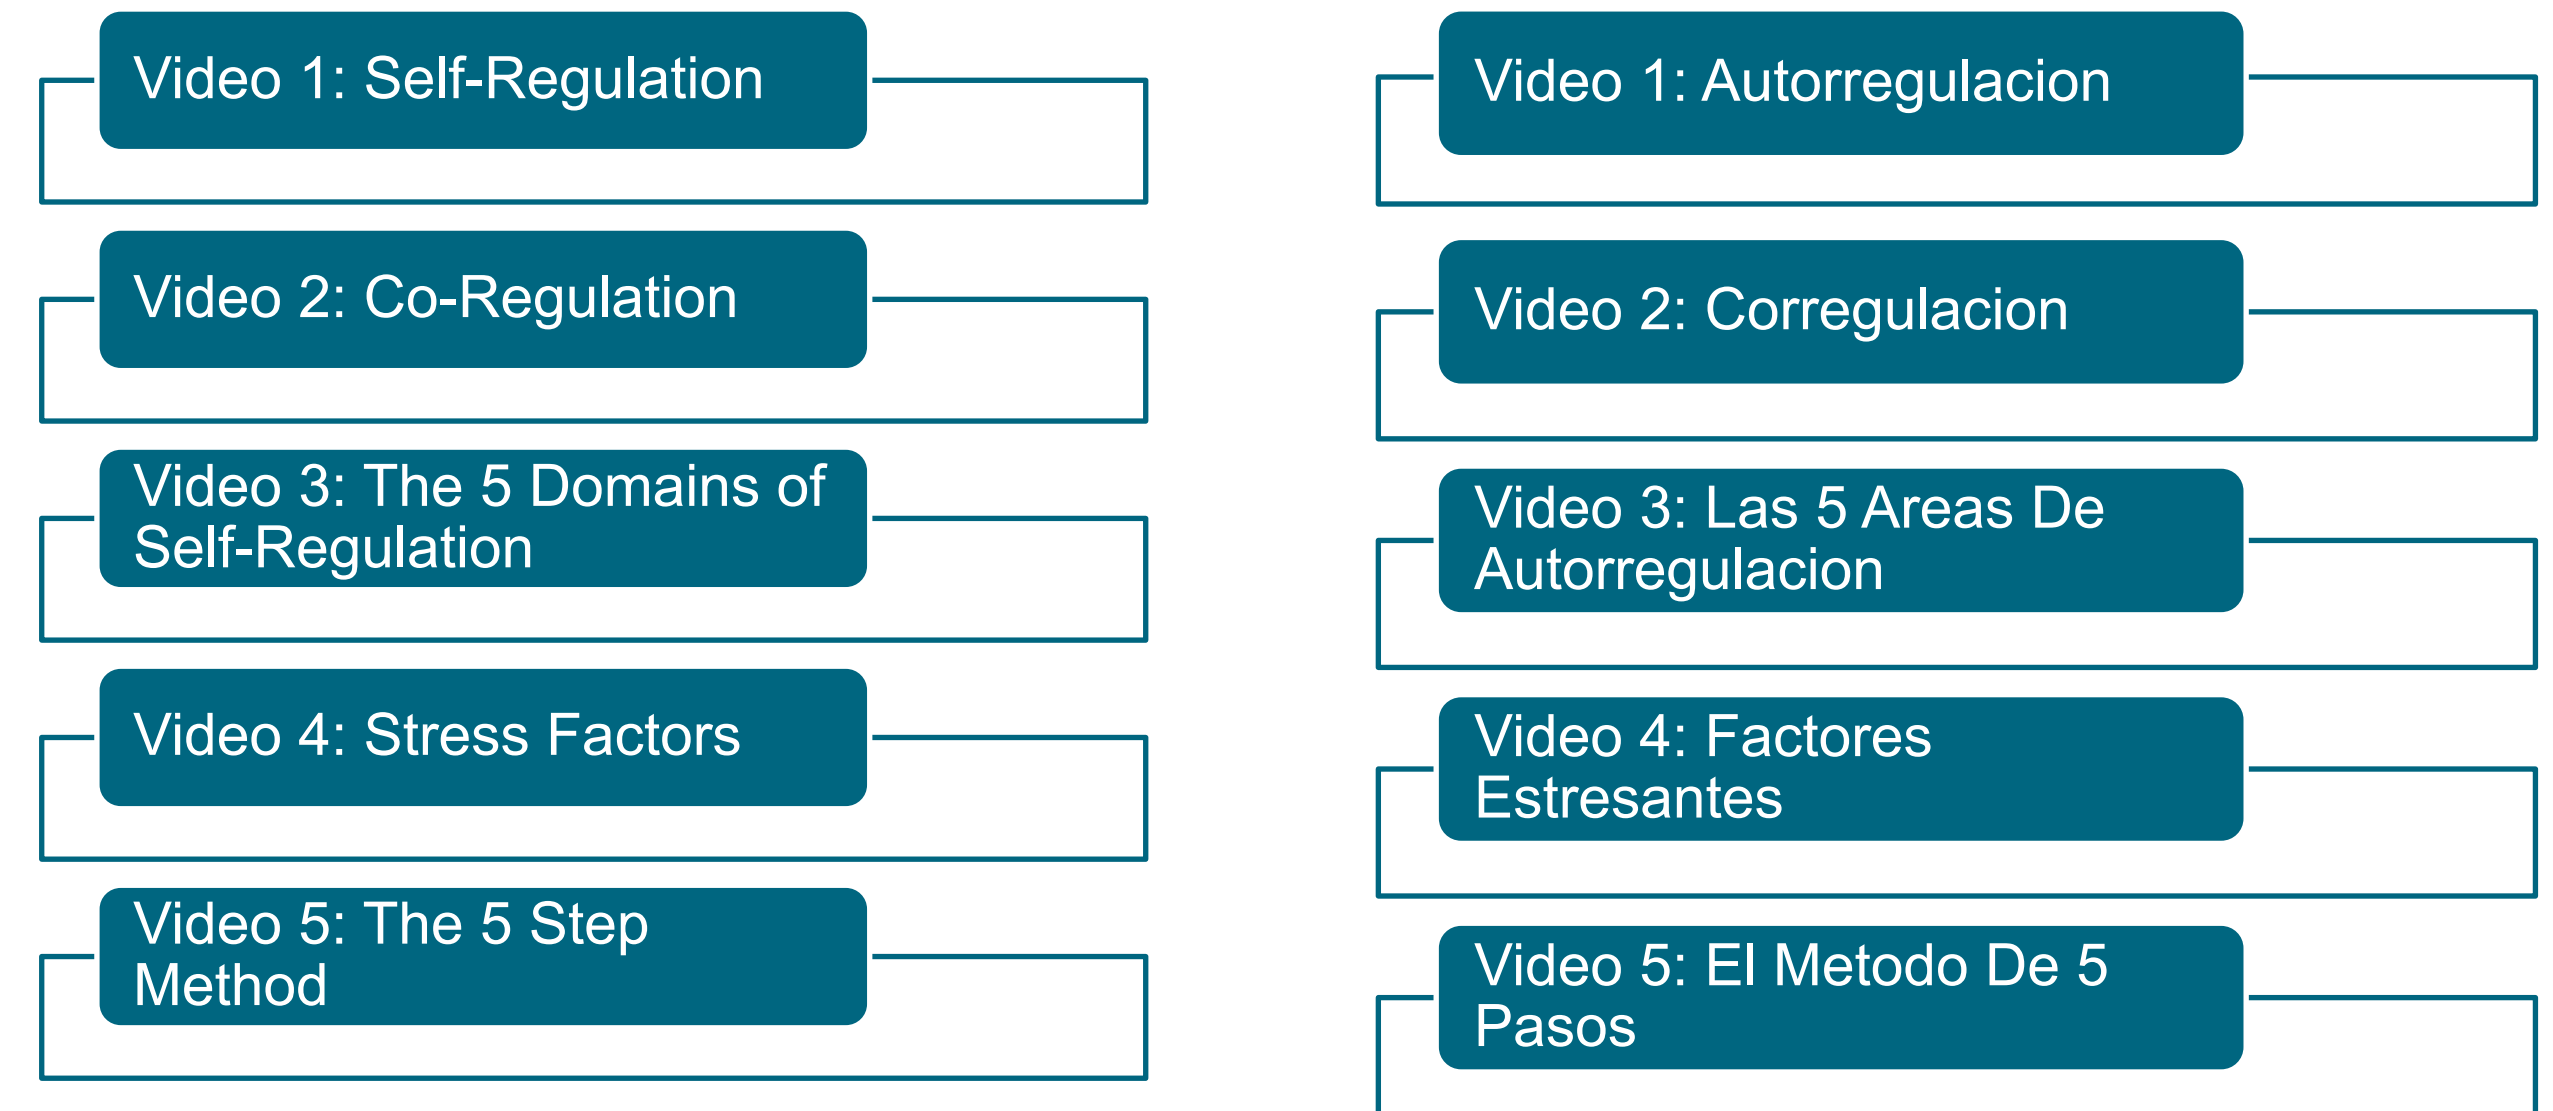 Video 1: Self-Regulation
Video 2: Co-Regulation
Video 3: The 5 Domains of
Self-Regulation
Video 4: Stress Factors
Video 5: The 5 Step
Method
Video 1: Autorregulacion
Video 2: Corregulacion
Video 3: Las 5 Areas De
Autorregulacion
Video 4: Factores
Estresantes
Video 5: El Metodo De 5
Pasos